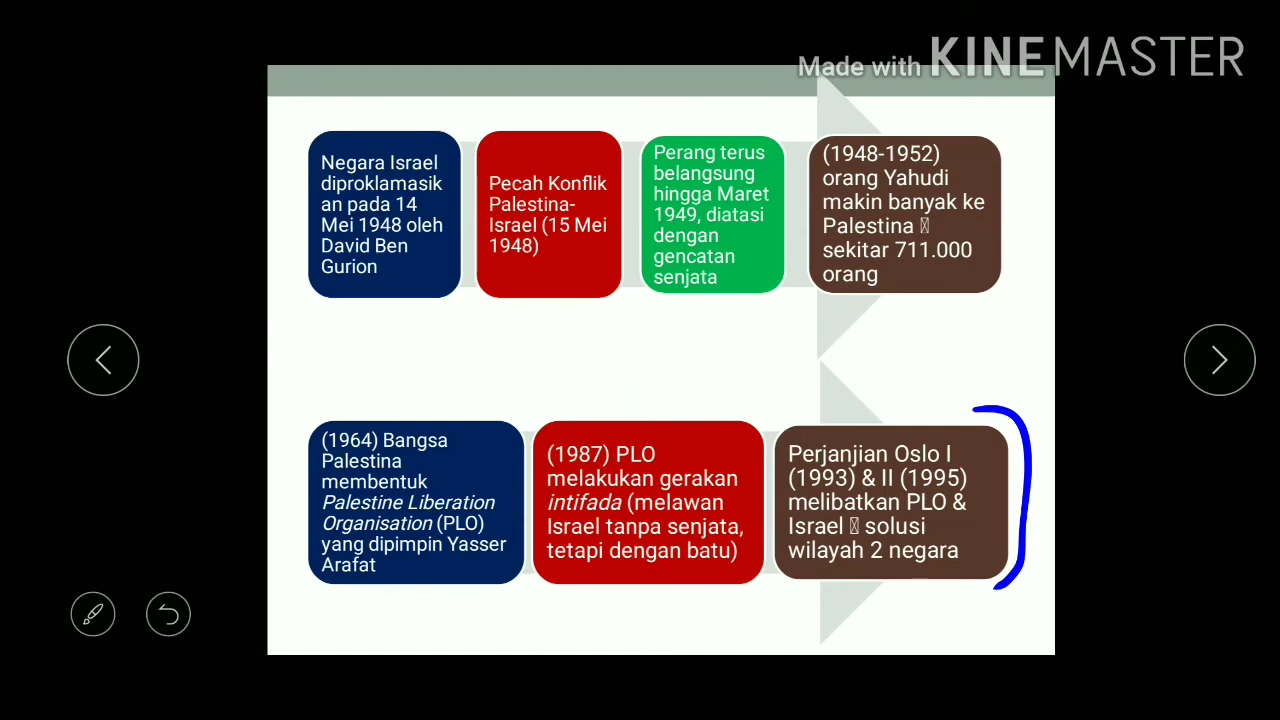 Made with KINEMASTER
Negara Israel
diproklamasik
an pada 14
Mei 1948 oleh
David Ben
Gurion
Pecah Konflik
Palestina-
Israel (15 Mei
1948)
Perang terus
belangsung
hingga Maret
1949, diatasi
dengan
gencatan
senjata
(1948-1952)
orang Yahudi
makin banyak ke
Palestina
sekitar 711.000
orang
(1964) Bangsa
Palestina
membentuk
Palestine Liberation
Organisation (PLO)
yang dipimpin Yasser
Arafat
(1987) PLO
melakukan gerakan
intifada (melawan
Israel tanpa senjata,
tetapi dengan batu)
Perjanjian Oslo I
(1993) & II (1995)
melibatkan PLO &
Israel solusi
wilayah 2 negara